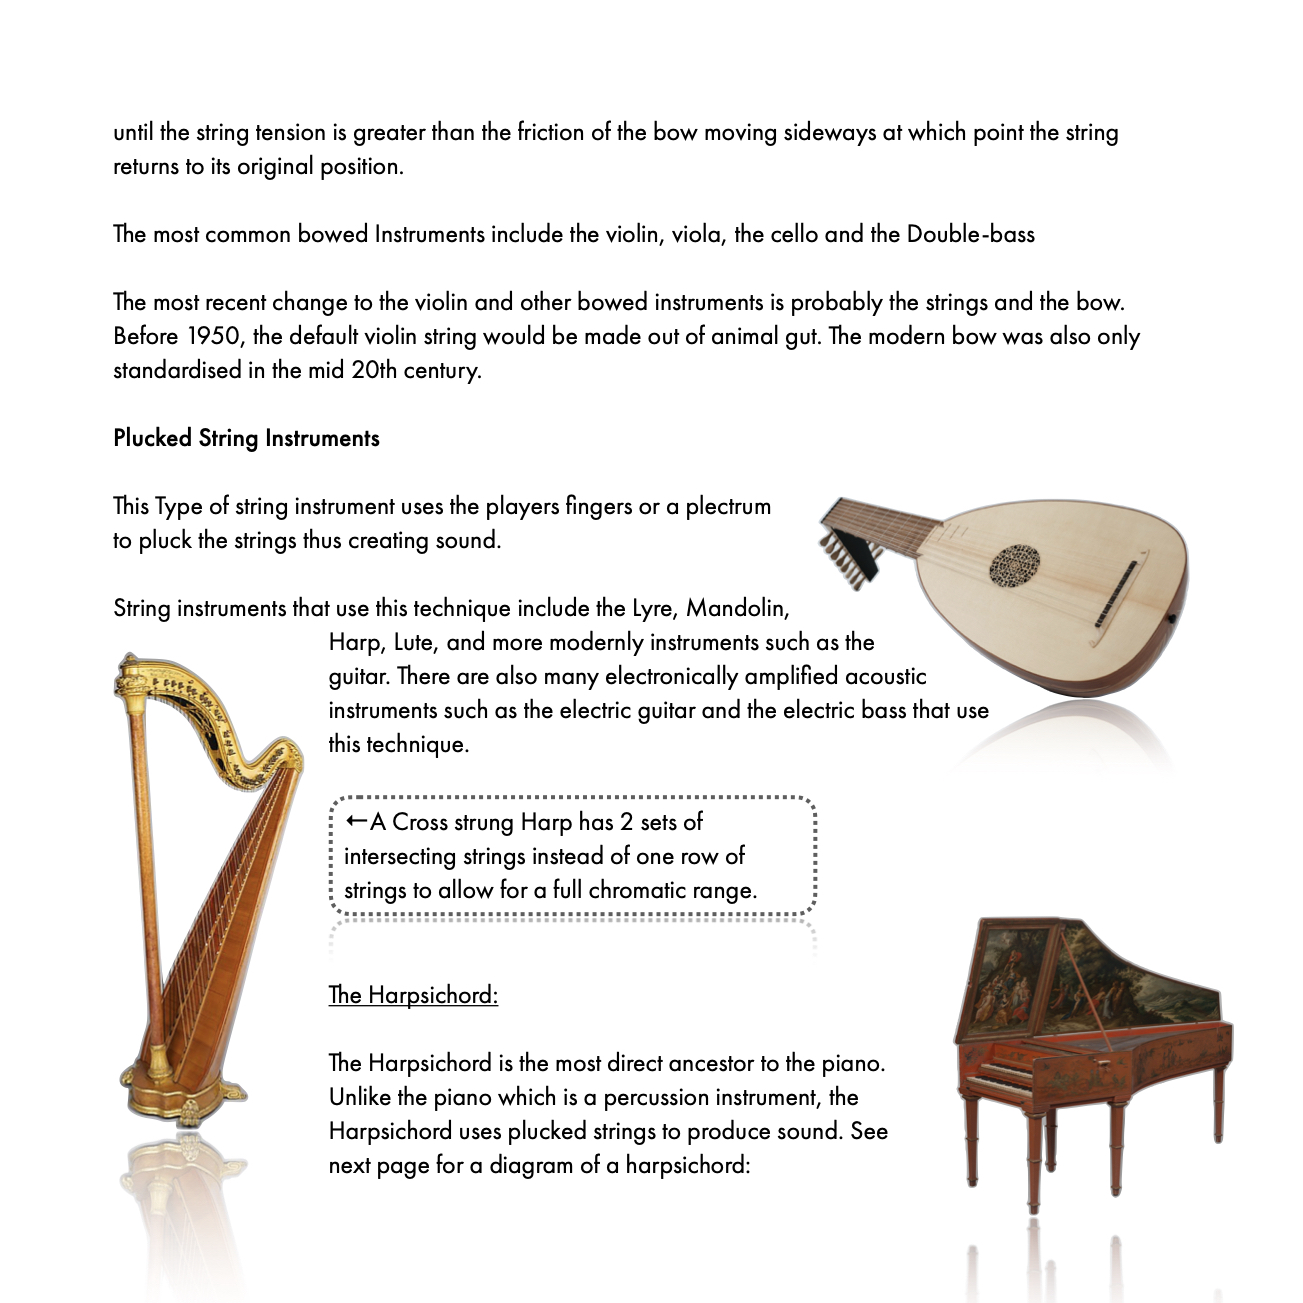 until the string tension is greater than the friction of the bow moving sideways at which point the string
returns to its original position.
The most common bowed Instruments include the violin, viola, the cello and the Double-bass
The most recent change to the violin and other bowed instruments is probably the strings and the bow.
Before 1950, the default violin string would be made out of animal gut. The modern bow was also only
standardised in the mid 20th century.
Plucked String Instruments
This Type of string instrument uses the players fingers or a plectrum
to pluck the strings thus creating sound.
String instruments that use this technique include the Lyre, Mandolin,
Harp, Lute, and more modernly instruments such as the
guitar. There are also many electronically amplified acoustic
instruments such as the electric guitar and the electric bass that use
this technique.
←A Cross strung Harp has 2 sets of
intersecting strings instead of one row of
strings to allow for a full chromatic range.
The Harpsichord:
The Harpsichord is the most direct ancestor to the piano.
Unlike the piano which is a percussion instrument, the
Harpsichord uses plucked strings to produce sound. See
next page for a diagram of a harpsichord: